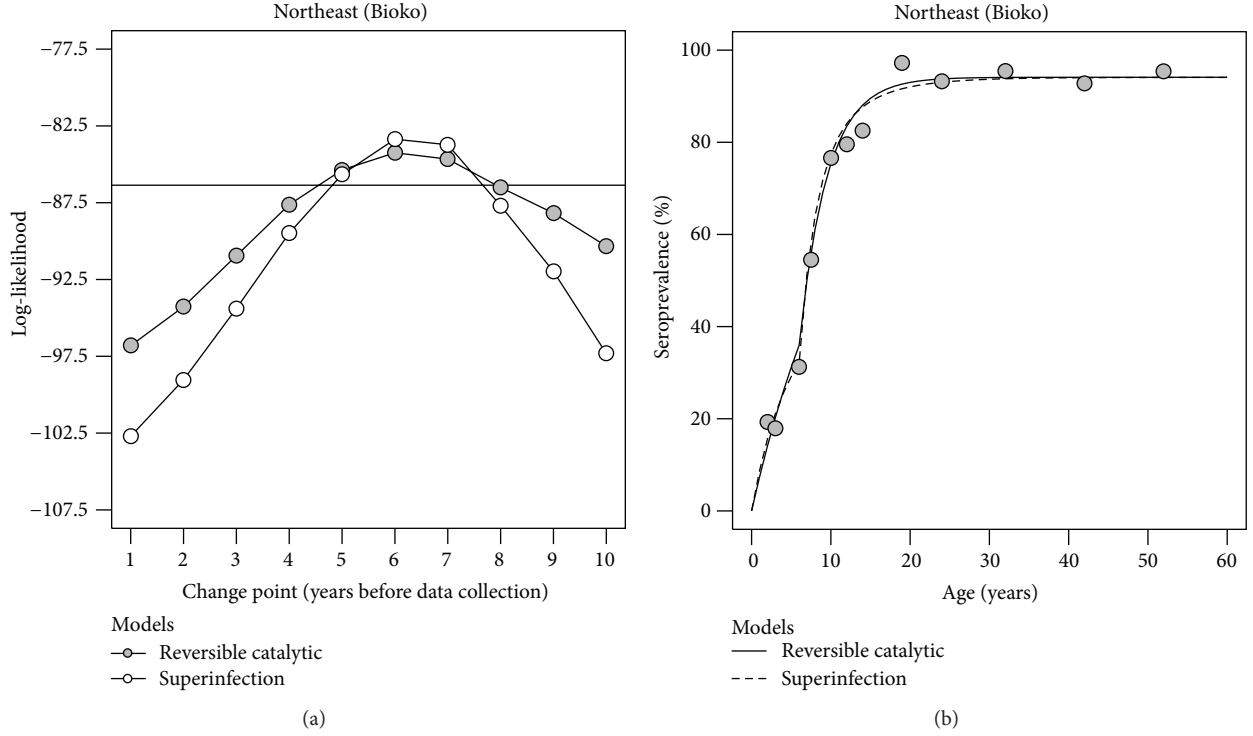 Northeast (Bioko)
−77.5
−82.5
−87.5
−92.5
−97.5
−102.5
−107.5
Log-likelihood
1 2 3 4 5 6 7 8 9 10
Change point (years before data collection)
Models
Reversible catalytic
Superinfection
(a)
Northeast (Bioko)
100
80
60
40
20
0
Seroprevalence (%)
0 10 20 30 40 50 60
Age (years)
Models
Reversible catalytic
Superinfection
(b)